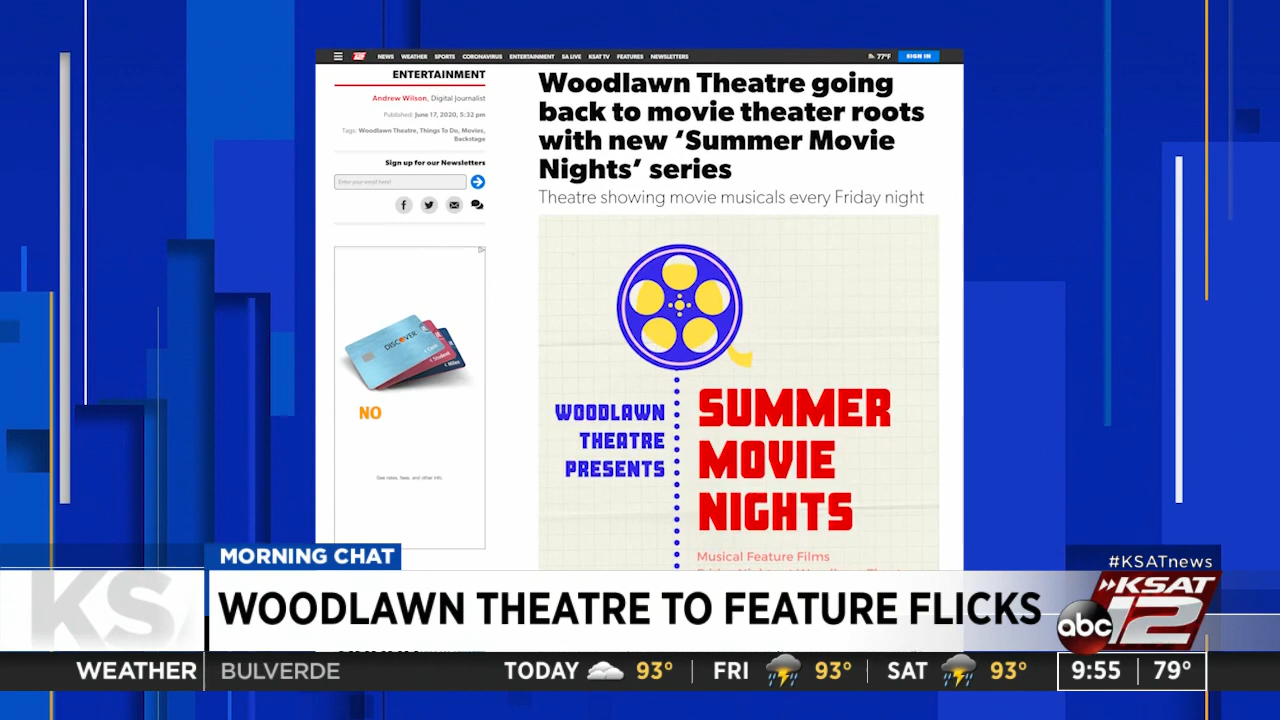 NEWS WEATHER SPORTS CORONAVIRUS ENTERTAINMENT SA LIVE KSAT TV FEATURES NEWSLETTERS 77°F SIGN IN
ENTERTAINMENT
Andrew Wilson, Digital Journalist
Published: June 17, 2020, 5:32 pm
Tags: Woodlawn Theatre, Things To Do, Movies,
Backstage
Sign up for our Newsletters
Enter your email here!
Woodlawn Theatre going
back to movie theater roots
with new ‘Summer Movie
Nights’ series
Theatre showing movie musicals every Friday night
DISCOVER
Student
Miles
NO
See rates, fees, and other info.
WOODLAWN
THEATRE
PRESENTS
SUMMER
MOVIE
NIGHTS
Musical Feature Films
MORNING CHAT
WOODLAWN THEATRE TO FEATURE FLICKS
#KSATnews
KSAT
abc 12
KS
WEATHER BULVERDE TODAY 93° FRI 93° SAT 93° 9:55 79°